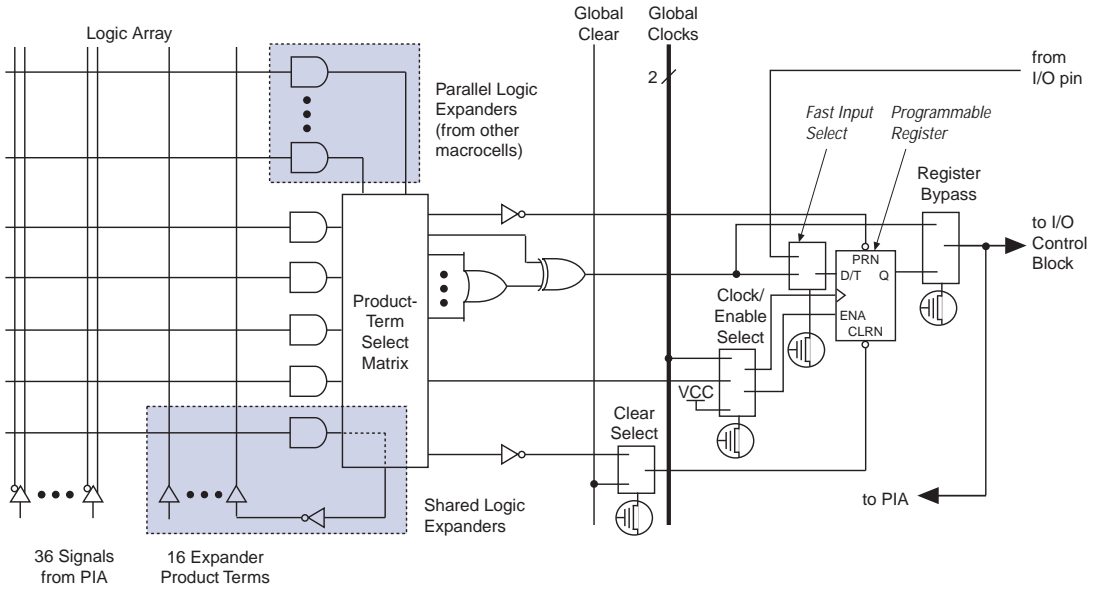 Logic Array
Global
Clear
Global
Clocks
2
from
I/O pin
Parallel Logic
Expanders
(from other
macrocells)
Fast Input
Select
Programmable
Register
Register
Bypass
to I/O
Control
Block
PRN
D/T
Q
ENA
CLRN
Clock/
Enable
Select
Product-
Term
Select
Matrix
VCC
Clear
Select
to PIA
Shared Logic
Expanders
36 Signals
from PIA
16 Expander
Product Terms